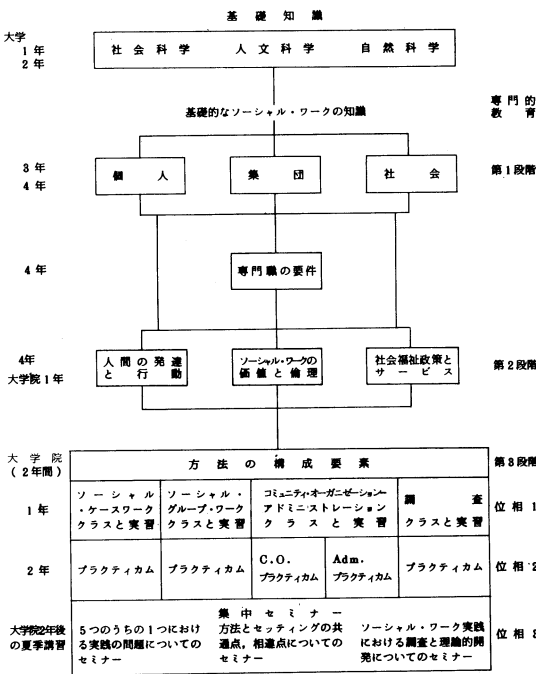 基礎知識
大学
1年
2年
社会科学 人文科学 自然科学
基礎的なソーシャル・ワークの知識
専門的
教育
3年
4年
個人 集団 社会
第1段階
4年
専門職の要件
4年
大学院1年
人間の発達
と行動
ソーシャル・ワークの
価値と倫理
社会福祉政策と
サービス
第2段階
大学院
(2年間)
方法の構成要素
第3段階
1年
ソーシャル
・ケースワーク
クラスと実習
ソーシャル・
グループ・ワーク
クラスと実習
コミュニティ・オーガニゼーション-
アドミニストレーション
クラスと実習
調査
クラスと実習
位相1
2年
プラクティカム
プラクティカム
C.O.
プラクティカム
Adm.
プラクティカム
プラクティカム
位相2
大学院2年後
の夏季講習
集中セミナー
5つのうちの1つにおけ
る実践の問題についての
セミナー
方法とセッティングの共
通点,相違点についての
セミナー
ソーシャル・ワーク実践
における調査と理論的開
発についてのセミナー
位相3